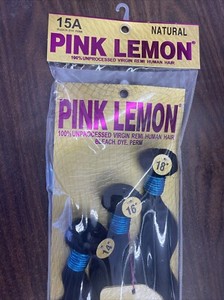 15A
NATURAL
PINK LEMON®
100% UNPROCESSED VIRGIN REMI HUMAN HAIR
PINK LEMON®
100% UNPROCESSED VIRGIN REMI HUMAN HAIR
BLEACH, DYE, PERM
18"
16"
14"